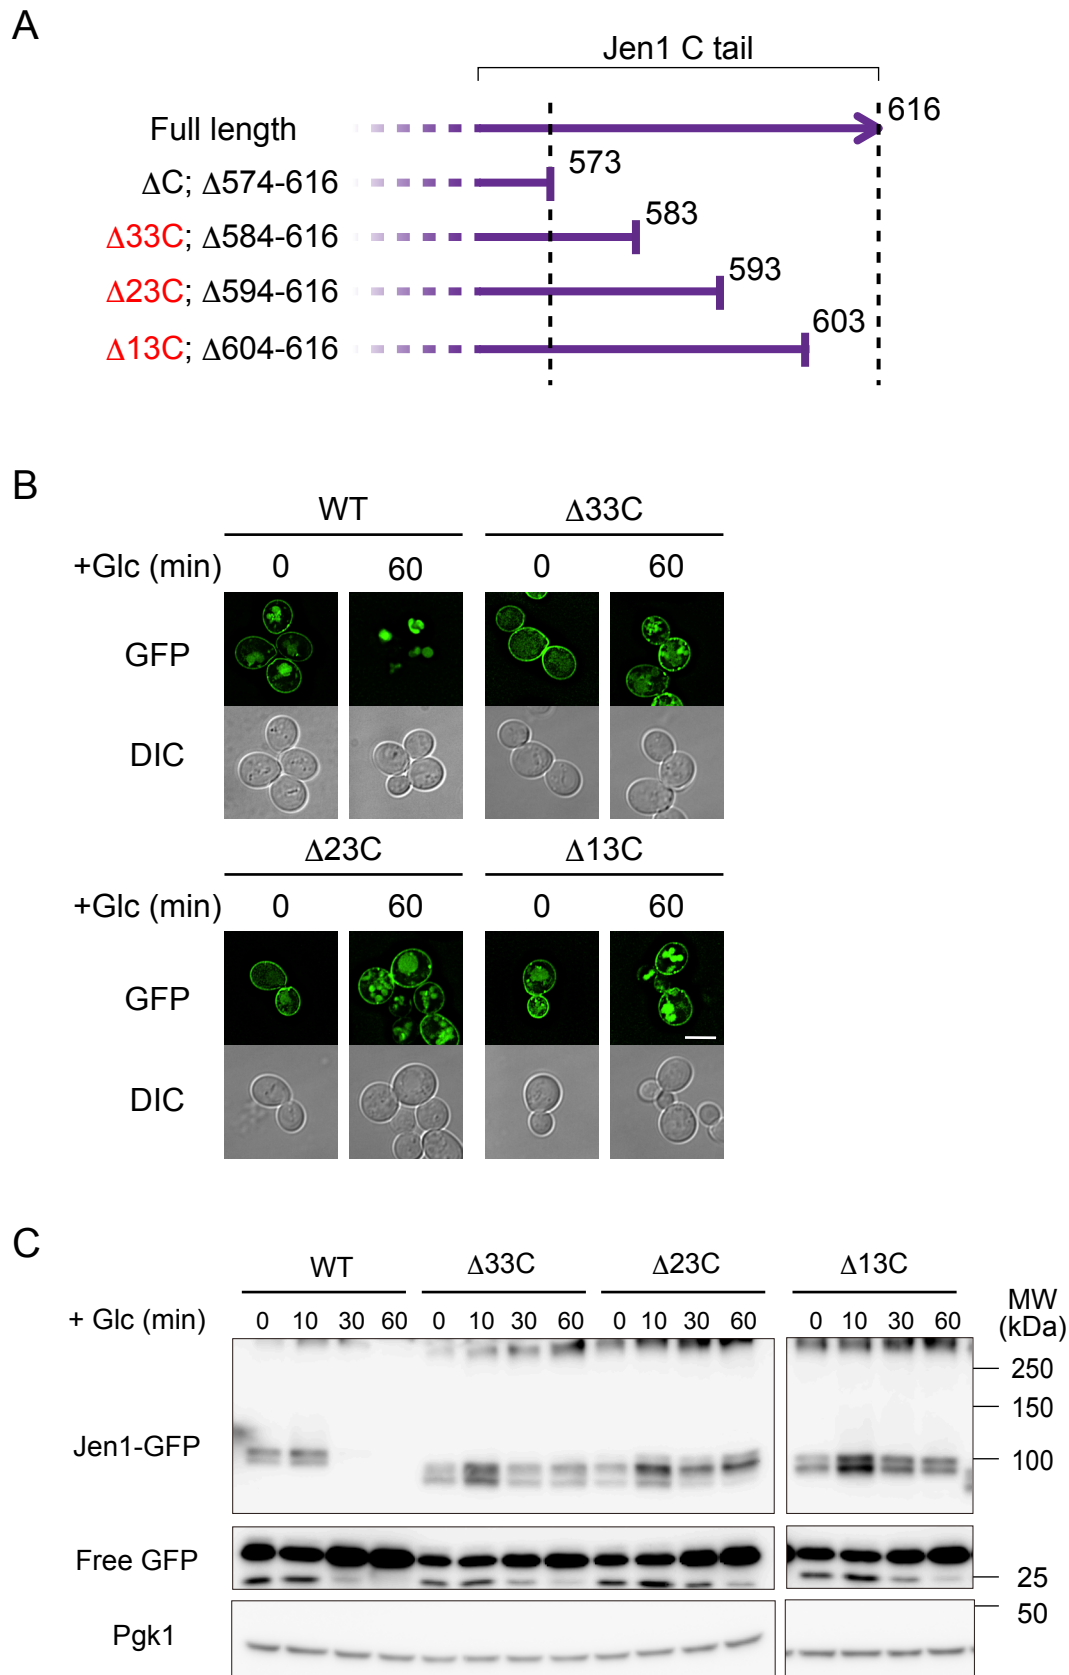 A
Jen1 C tail
Full length
616
ΔC; Δ574-616
573
Δ33C; Δ584-616
583
Δ23C; Δ594-616
593
Δ13C; Δ604-616
603
B
WT Δ33C
+Glc (min) 0 60 0 60
GFP
DIC
Δ23C Δ13C
+Glc (min) 0 60 0 60
GFP
DIC
C
WT Δ33C Δ23C Δ13C
MW
(kDa)
+ Glc (min) 0 10 30 60 0 10 30 60 0 10 30 60 0 10 30 60
250
150
Jen1-GFP
100
Free GFP
25
50
Pgk1